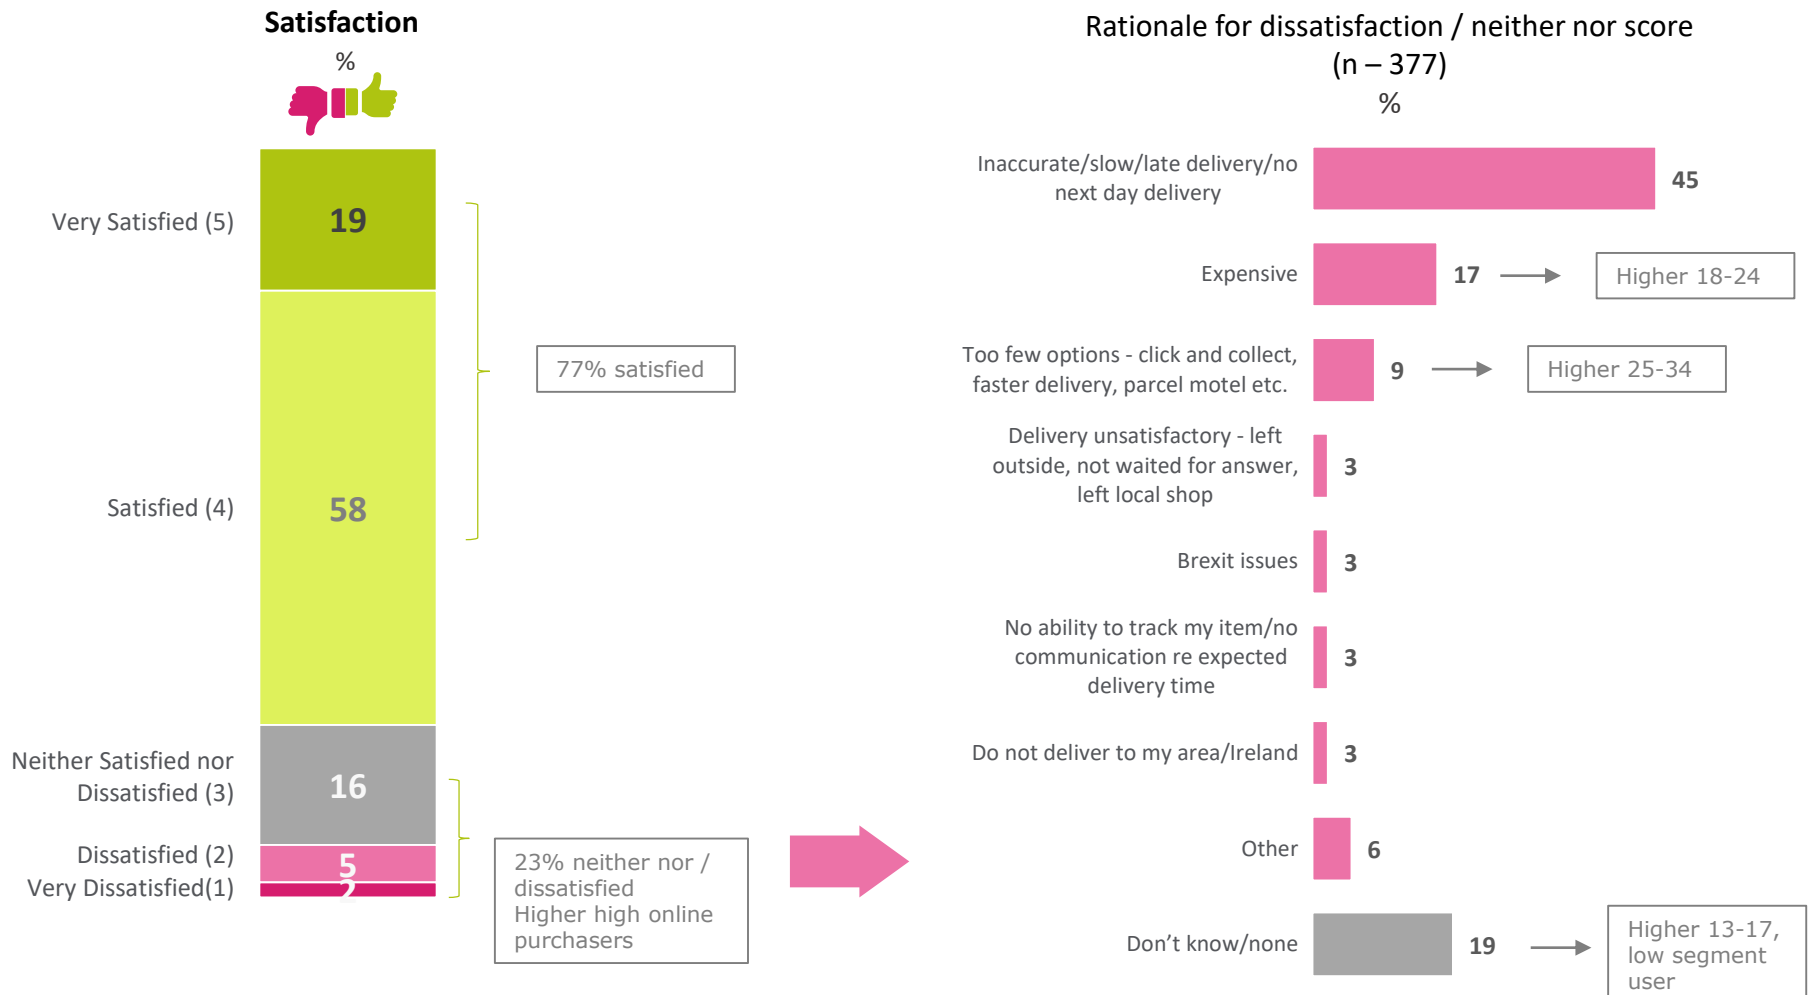 Satisfaction
%
Very Satisfied (5)
19
Satisfied (4)
58
77% satisfied
Neither Satisfied nor
Dissatisfied (3)
16
Dissatisfied (2)
5
Very Dissatisfied(1)
2
23% neither nor /
dissatisfied
Higher high online
purchasers
Rationale for dissatisfaction / neither nor score
(n – 377)
%
Inaccurate/slow/late delivery/no
next day delivery
45
Expensive
17
Higher 18-24
Too few options - click and collect,
faster delivery, parcel motel etc.
9
Higher 25-34
Delivery unsatisfactory - left
outside, not waited for answer,
left local shop
3
Brexit issues
3
No ability to track my item/no
communication re expected
delivery time
3
Do not deliver to my area/Ireland
3
Other
6
Don’t know/none
19
Higher 13-17,
low segment
user